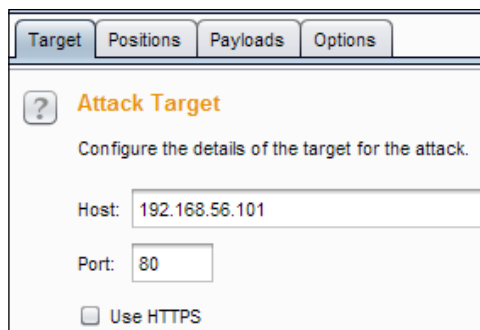 Target Positions Payloads Options
? Attack Target
Configure the details of the target for the attack.
Host: 192.168.56.101
Port: 80
Use HTTPS